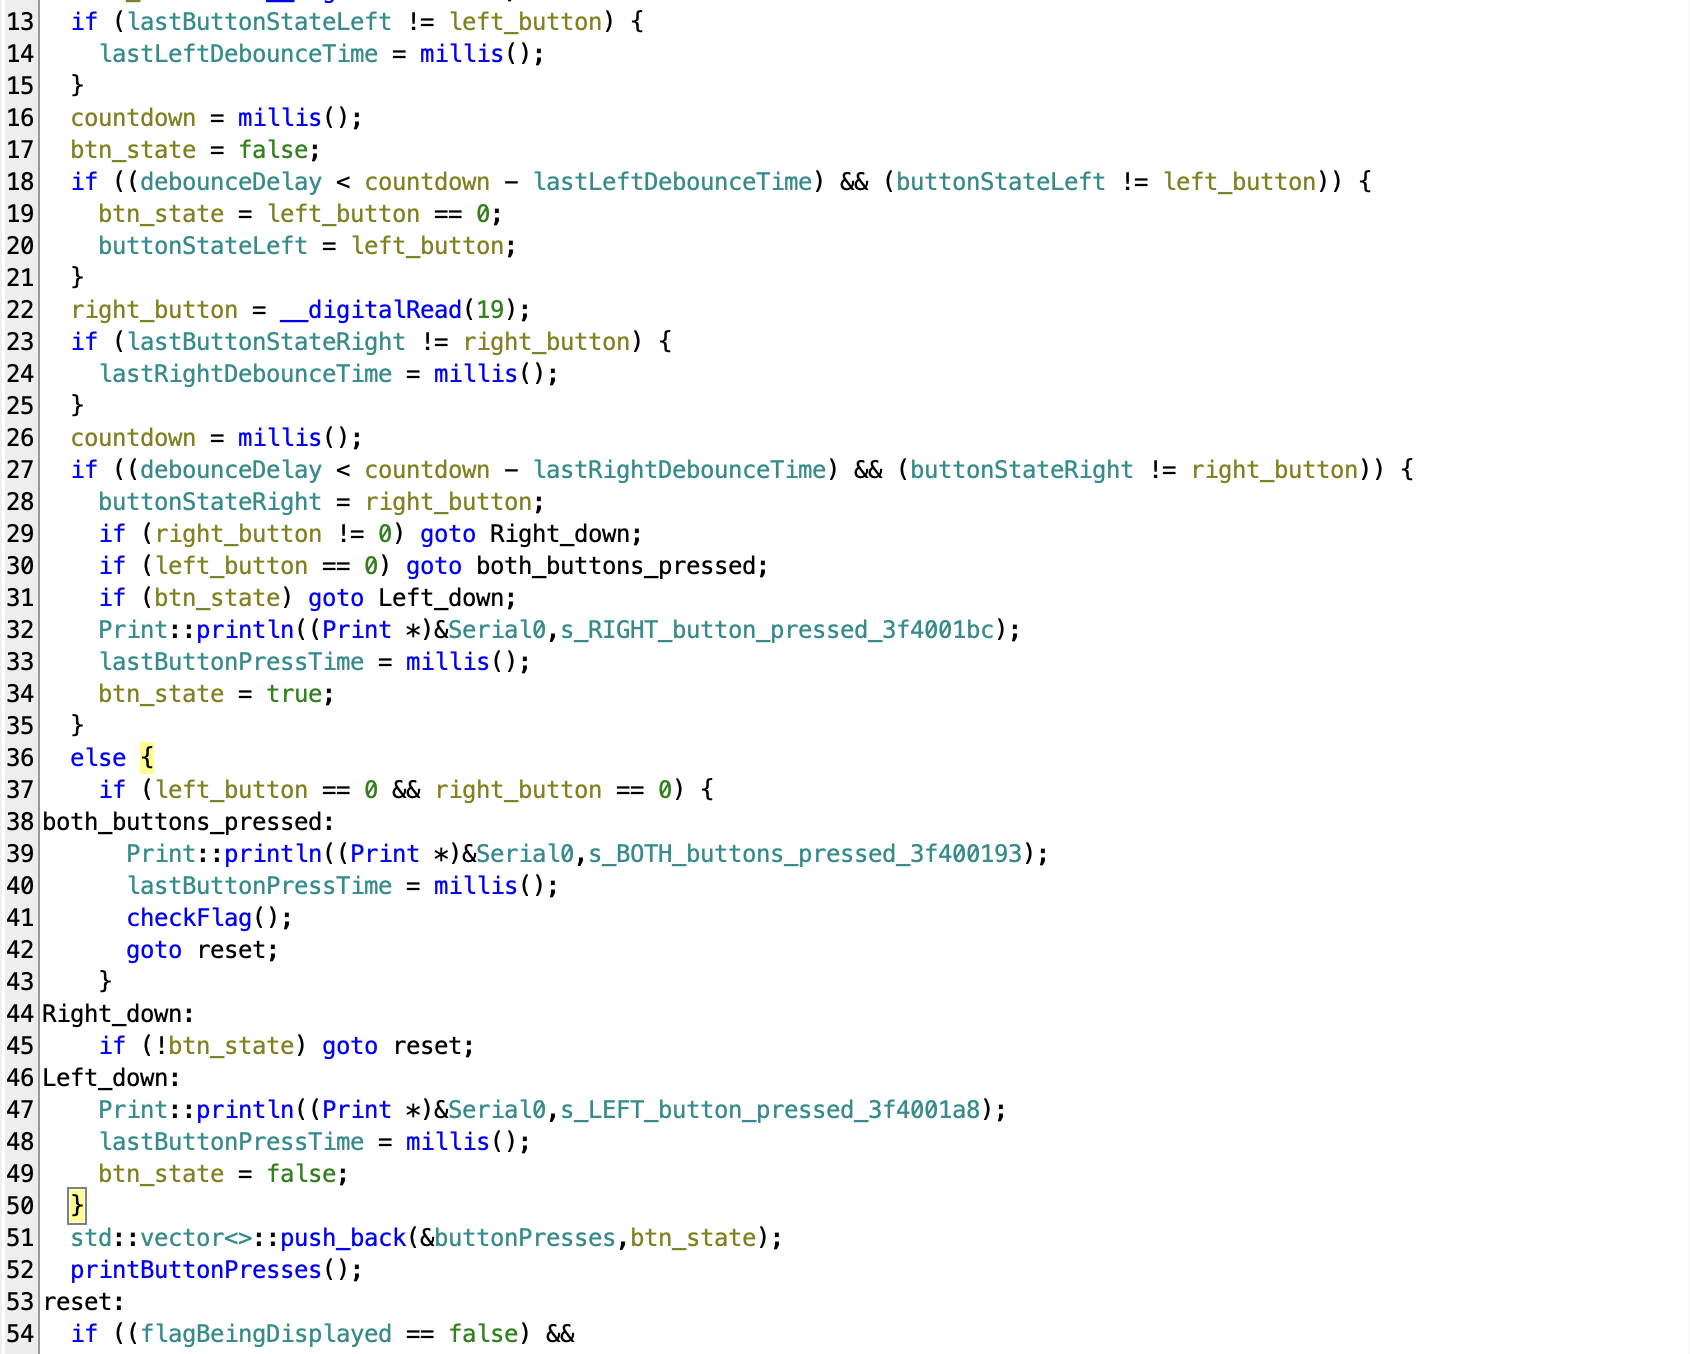 13 if (lastButtonStateLeft != left_button) {
14 lastLeftDebounceTime = millis();
15 }
16 countdown = millis();
17 btn_state = false;
18 if ((debounceDelay < countdown - lastLeftDebounceTime) && (buttonStateLeft != left_button)) {
19 btn_state = left_button == 0;
20 buttonStateLeft = left_button;
21 }
22 right_button = __digitalRead(19);
23 if (lastButtonStateRight != right_button) {
24 lastRightDebounceTime = millis();
25 }
26 countdown = millis();
27 if ((debounceDelay < countdown - lastRightDebounceTime) && (buttonStateRight != right_button)) {
28 buttonStateRight = right_button;
29 if (right_button != 0) goto Right_down;
30 if (left_button == 0) goto both_buttons_pressed;
31 if (btn_state) goto Left_down;
32 Print::println((Print *)&Serial0,s_RIGHT_button_pressed_3f4001bc);
33 lastButtonPressTime = millis();
34 btn_state = true;
35 }
36 else {
37 if (left_button == 0 && right_button == 0) {
38 both_buttons_pressed:
39 Print::println((Print *)&Serial0,s_BOTH_buttons_pressed_3f400193);
40 lastButtonPressTime = millis();
41 checkFlag();
42 goto reset;
43 }
44 Right_down:
45 if (!btn_state) goto reset;
46 Left_down:
47 Print::println((Print *)&Serial0,s_LEFT_button_pressed_3f4001a8);
48 lastButtonPressTime = millis();
49 btn_state = false;
50 }
51 std::vector<>::push_back(&buttonPresses,btn_state);
52 printButtonPresses();
53 reset:
54 if ((flagBeingDisplayed == false) &&